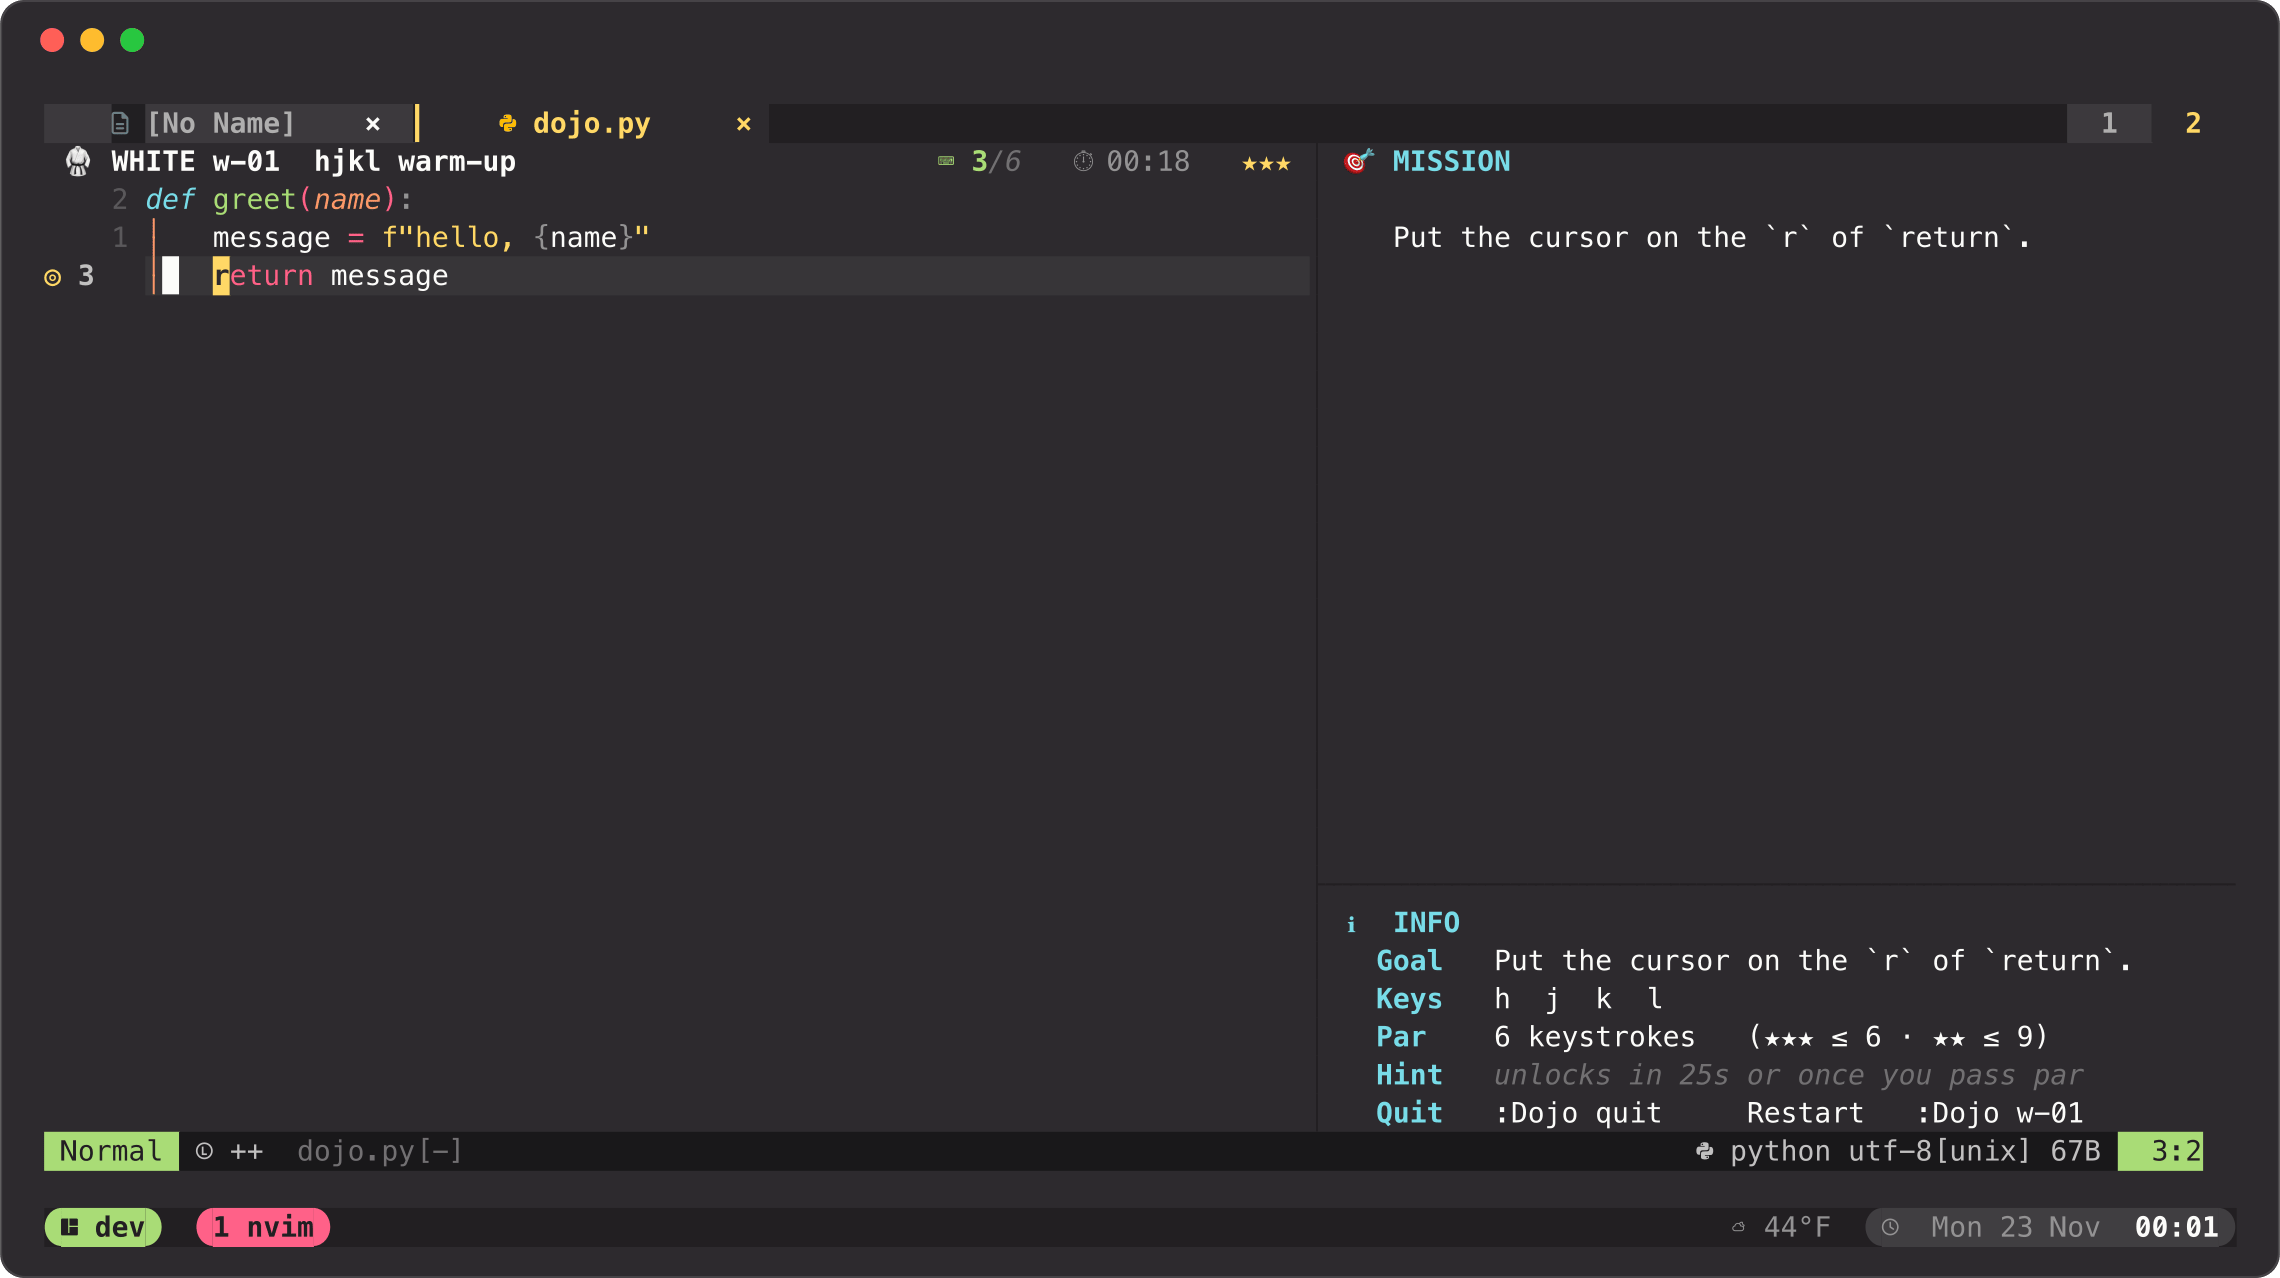 [No Name] × dojo.py × 1 2
WHITE w-01 hjkl warm-up 3/6 00:18 ★★★
2 def greet(name):
1 message = f"hello, {name}"
3 return message
MISSION
Put the cursor on the `r` of `return`.
i INFO
Goal Put the cursor on the `r` of `return`.
Keys h j k l
Par 6 keystrokes (★★★ ≤ 6 · ★★ ≤ 9)
Hint unlocks in 25s or once you pass par
Quit :Dojo quit Restart :Dojo w-01
Normal Ⓛ ++ dojo.py[-] python utf-8[unix] 67B 3:2
dev 1 nvim 44°F Mon 23 Nov 00:01